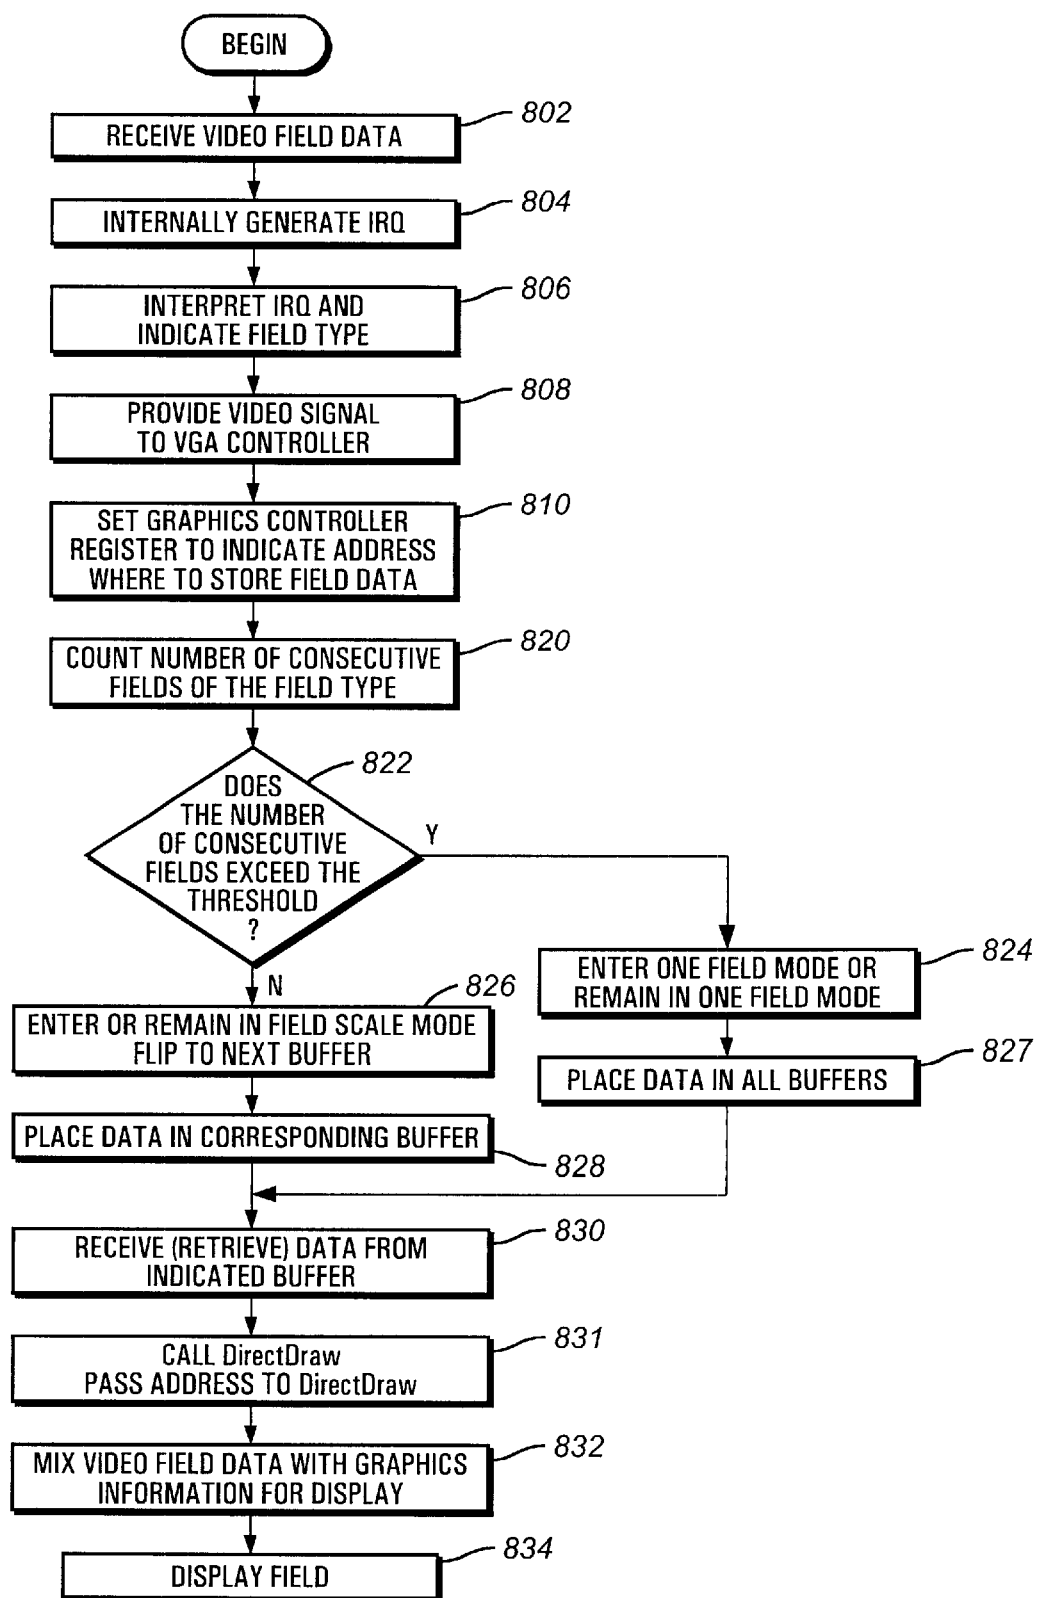 BEGIN
RECEIVE VIDEO FIELD DATA
802
INTERNALLY GENERATE IRQ
804
INTERPRET IRQ AND
INDICATE FIELD TYPE
806
PROVIDE VIDEO SIGNAL
TO VGA CONTROLLER
808
SET GRAPHICS CONTROLLER
REGISTER TO INDICATE ADDRESS
WHERE TO STORE FIELD DATA
810
COUNT NUMBER OF CONSECUTIVE
FIELDS OF THE FIELD TYPE
820
DOES
THE NUMBER
OF CONSECUTIVE
FIELDS EXCEED THE
THRESHOLD
?
822
Y
N
ENTER ONE FIELD MODE OR
REMAIN IN ONE FIELD MODE
824
ENTER OR REMAIN IN FIELD SCALE MODE
FLIP TO NEXT BUFFER
826
PLACE DATA IN ALL BUFFERS
827
PLACE DATA IN CORRESPONDING BUFFER
828
RECEIVE (RETRIEVE) DATA FROM
INDICATED BUFFER
830
CALL DirectDraw
PASS ADDRESS TO DirectDraw
831
MIX VIDEO FIELD DATA WITH GRAPHICS
INFORMATION FOR DISPLAY
832
DISPLAY FIELD
834